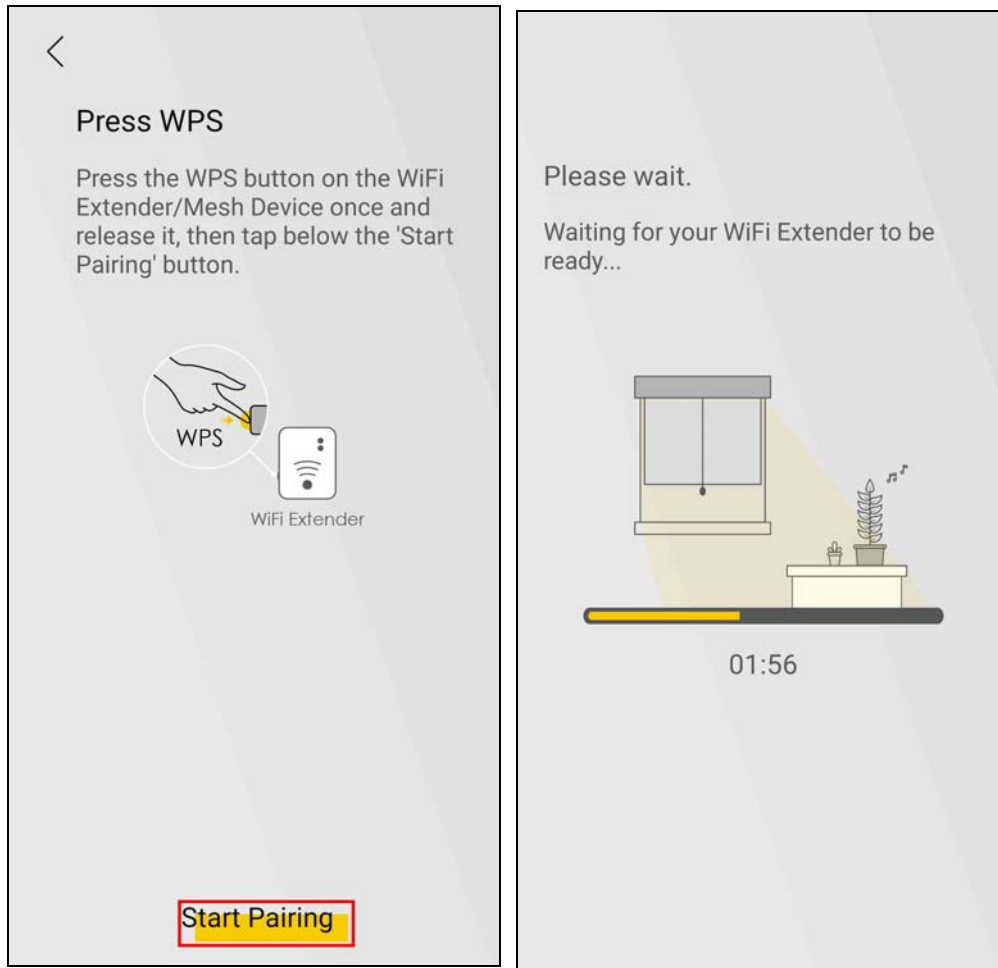 Press WPS
Press the WPS button on the WiFi
Extender/Mesh Device once and
release it, then tap below the 'Start
Pairing' button.
WPS
WiFi Extender
Start Pairing
Please wait.
Waiting for your WiFi Extender to be
ready...
01:56